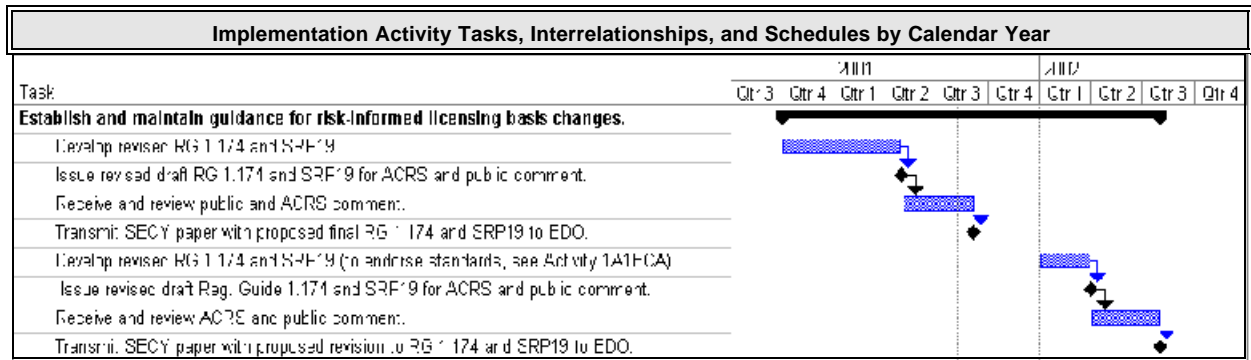 Implementation Activity Tasks, Interrelationships, and Schedules by Calendar Year
2001 2002
Task Qtr 3 Qtr 4 Qtr 1 Qtr 2 Qtr 3 Qtr 4 Qtr 1 Qtr 2 Qtr 3 Qtr 4
Establish and maintain guidance for risk-informed licensing basis changes.
Develop revised RG 1.174 and SRP19
Issue revised draft RG 1.174 and SRP19 for ACRS and public comment.
Receive and review public and ACRS comment.
Transmit SECY paper with proposed final RG 1.174 and SRP19 to EDO.
Develop revised RG 1.174 and SRP19 (to endorse standards, see Activity
Issue revised draft Reg. Guide 1.174 and SRP19 for ACRS and public comment.
Receive and review ACRS and public comment.
Transmit SECY paper with proposed revision to RG 1.174 and SRP19 to EDO.